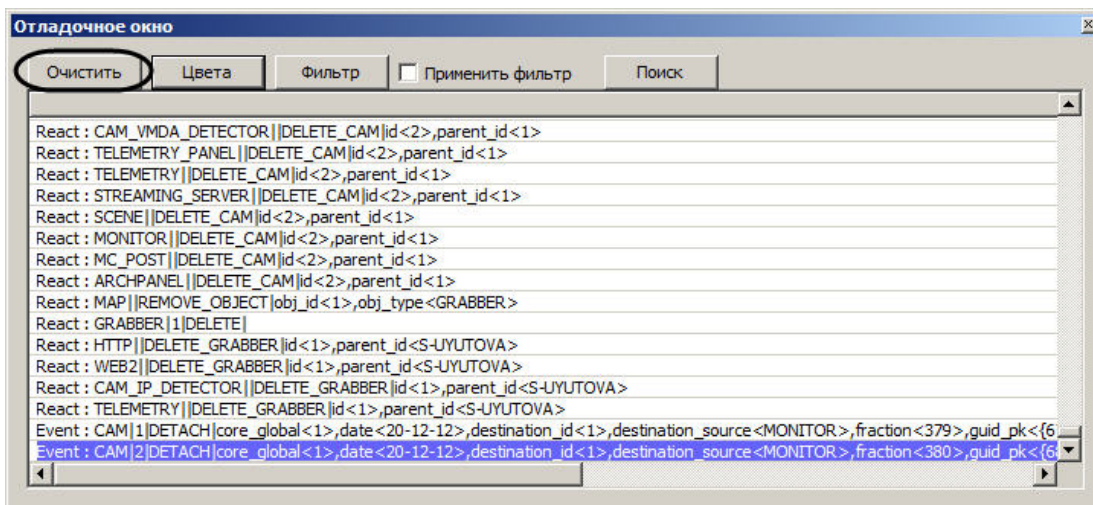 Отладочное окно
Очистить Цвета Фильтр Применить фильтр Поиск
React : CAM_VMDA_DETECTOR||DELETE_CAM|id<2>,parent_id<1>
React : TELEMETRY_PANEL||DELETE_CAM|id<2>,parent_id<1>
React : TELEMETRY||DELETE_CAM|id<2>,parent_id<1>
React : STREAMING_SERVER||DELETE_CAM|id<2>,parent_id<1>
React : SCENE||DELETE_CAM|id<2>,parent_id<1>
React : MONITOR||DELETE_CAM|id<2>,parent_id<1>
React : MC_POST||DELETE_CAM|id<2>,parent_id<1>
React : ARCHPANEL||DELETE_CAM|id<2>,parent_id<1>
React : MAP||REMOVE_OBJECT|obj_id<1>,obj_type<GRABBER>
React : GRABBER|1|DELETE|
React : HTTP||DELETE_GRABBER|id<1>,parent_id<S-UYUTOVA>
React : WEB2||DELETE_GRABBER|id<1>,parent_id<S-UYUTOVA>
React : CAM_IP_DETECTOR||DELETE_GRABBER|id<1>,parent_id<S-UYUTOVA>
React : TELEMETRY||DELETE_GRABBER|id<1>,parent_id<S-UYUTOVA>
Event : CAM|1|DETACH|core_global<1>,date<20-12-12>,destination_id<1>,destination_source<MONITOR>,fraction<379>,guid_pk<{6
Event : CAM|2|DETACH|core_global<1>,date<20-12-12>,destination_id<1>,destination_source<MONITOR>,fraction<380>,guid_pk<{6